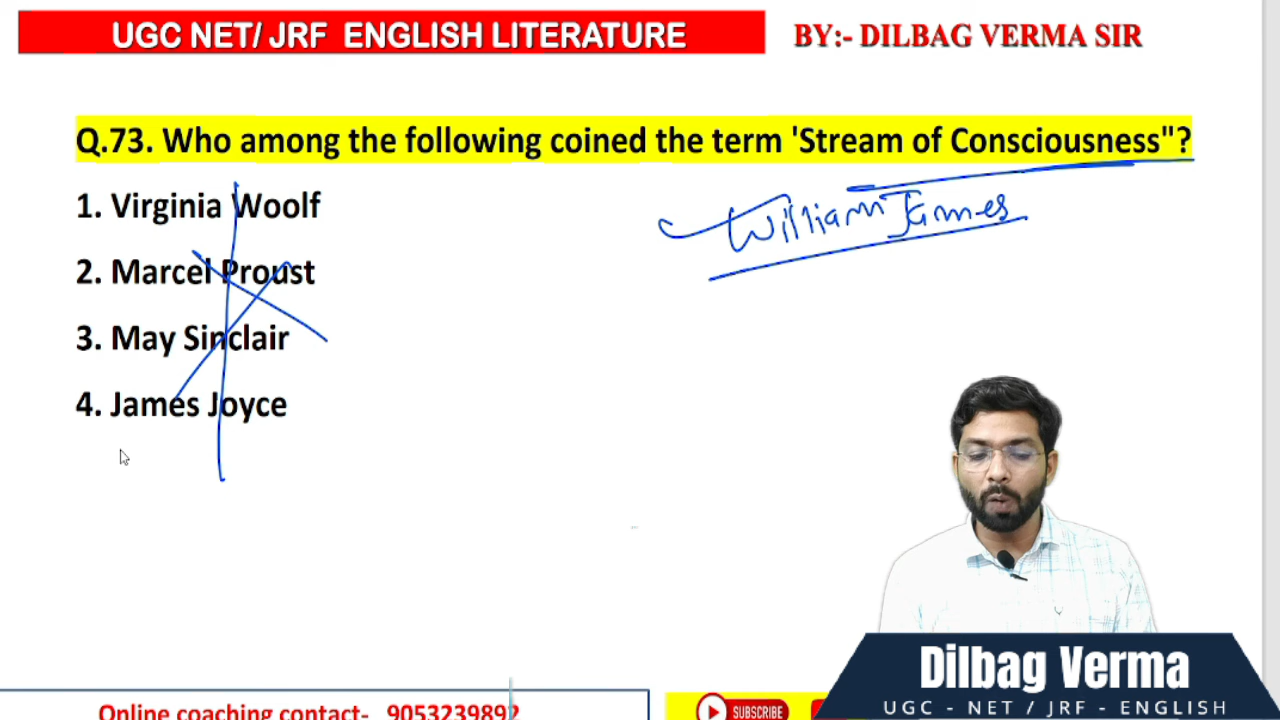 UGC NET/ JRF ENGLISH LITERATURE
BY:- DILBAG VERMA SIR
Q.73. Who among the following coined the term 'Stream of Consciousness"?
1. Virginia Woolf
William James
2. Marcel Proust
3. May Sinclair
4. James Joyce
Dilbag Verma
UGC - NET / JRF - ENGLISH
Online coaching contact- 9053239892
SUBSCRIBE